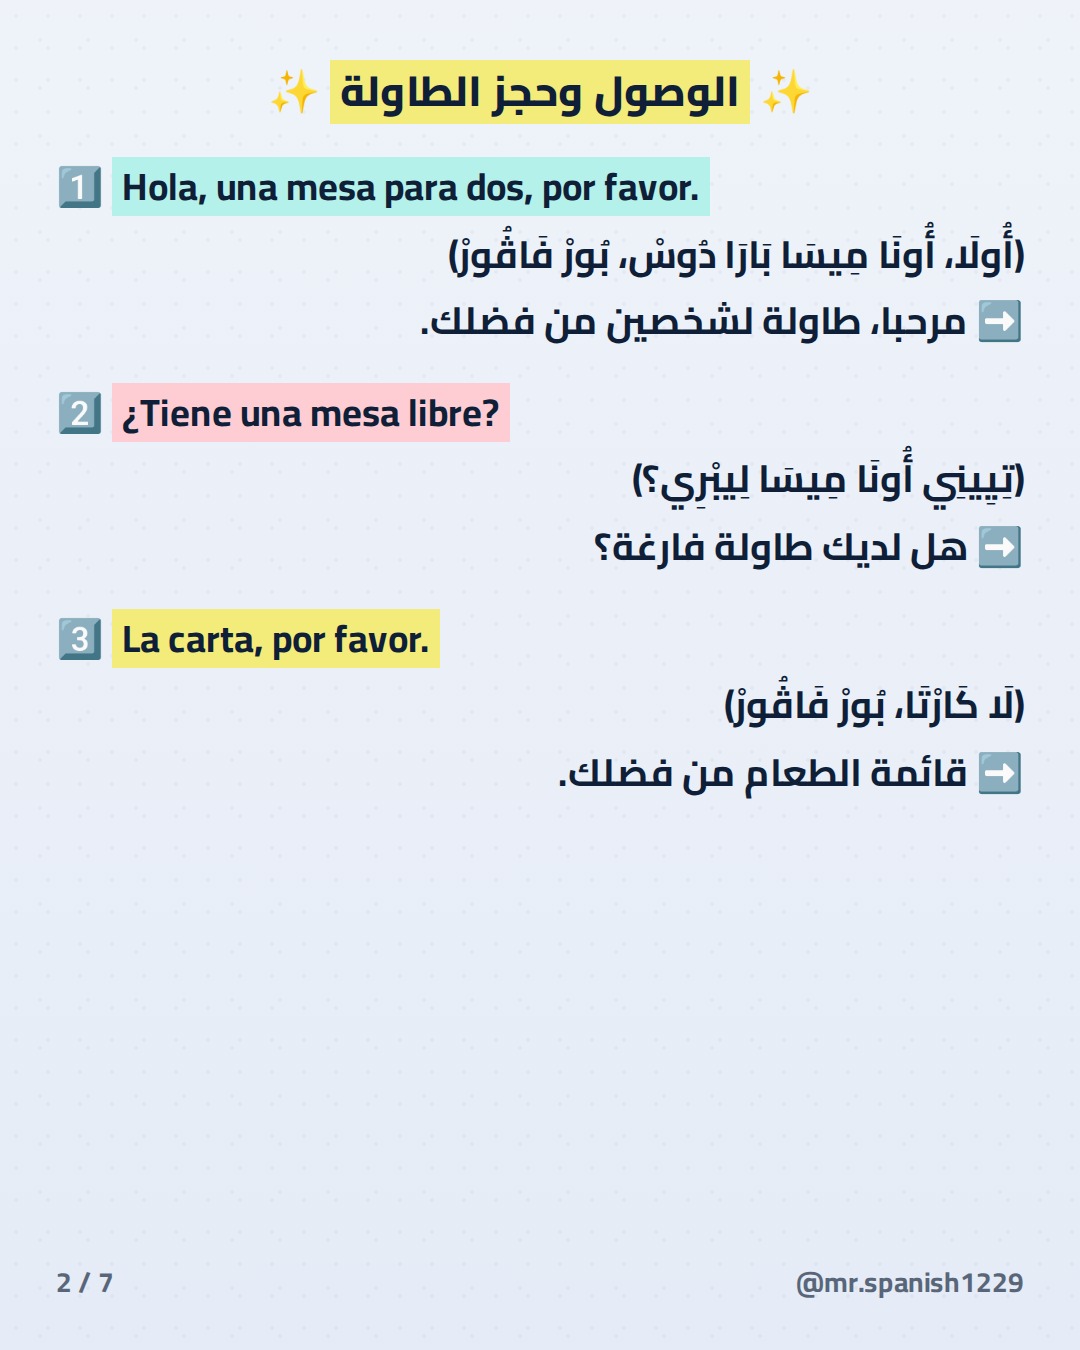 ✨ الوصول وحجز الطاولة ✨
1️⃣ Hola, una mesa para dos, por favor.
(أُولَا، أُونَا مِيسَا بَارَا دُوسْ، بُورْ فَاڤُورْ)
➡️ مرحبا، طاولة لشخصين من فضلك.
2️⃣ ¿Tiene una mesa libre?
(تِيِينِي أُونَا مِيسَا لِيبْرِي؟)
➡️ هل لديك طاولة فارغة؟
3️⃣ La carta, por favor.
(لَا كَارْتَا، بُورْ فَاڤُورْ)
➡️ قائمة الطعام من فضلك.
2 / 7
@mr.spanish1229